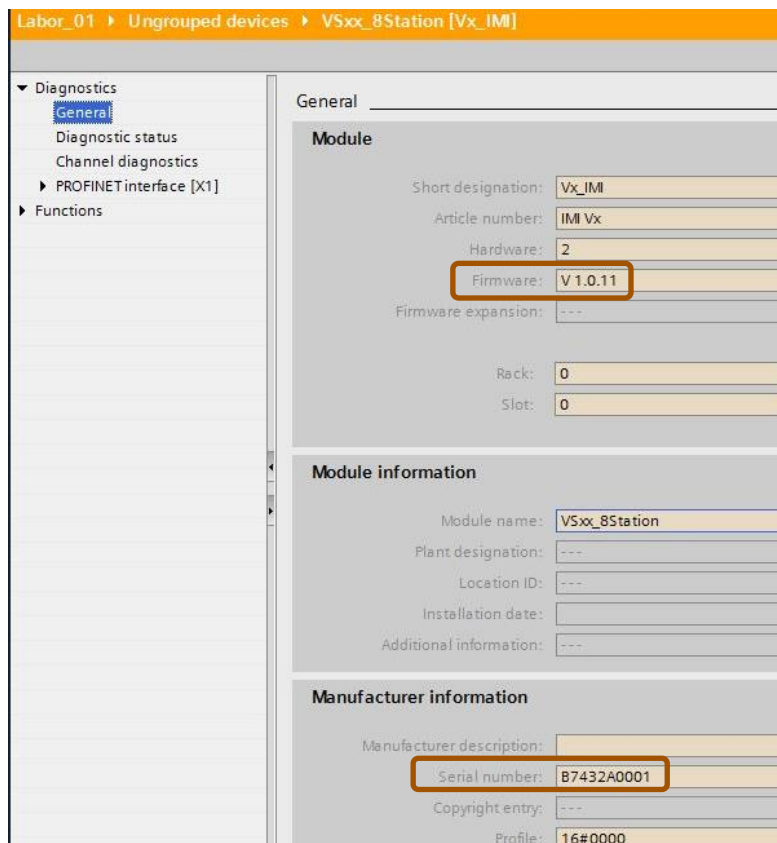 Labor_01 ▸ Ungrouped devices ▸ VSxx_8Station [Vx_IMI]
Diagnostics
General
Diagnostic status
Channel diagnostics
PROFINET interface [X1]
Functions
General
Module
Short designation: Vx_IMI
Article number: IMI Vx
Hardware: 2
Firmware: V 1.0.11
Firmware expansion: ---
Rack: 0
Slot: 0
Module information
Module name: VSxx_8Station
Plant designation: ---
Location ID: ---
Installation date:
Additional information: ---
Manufacturer information
Manufacturer description:
Serial number: B7432A0001
Copyright entry: ---
Profile: 16#0000